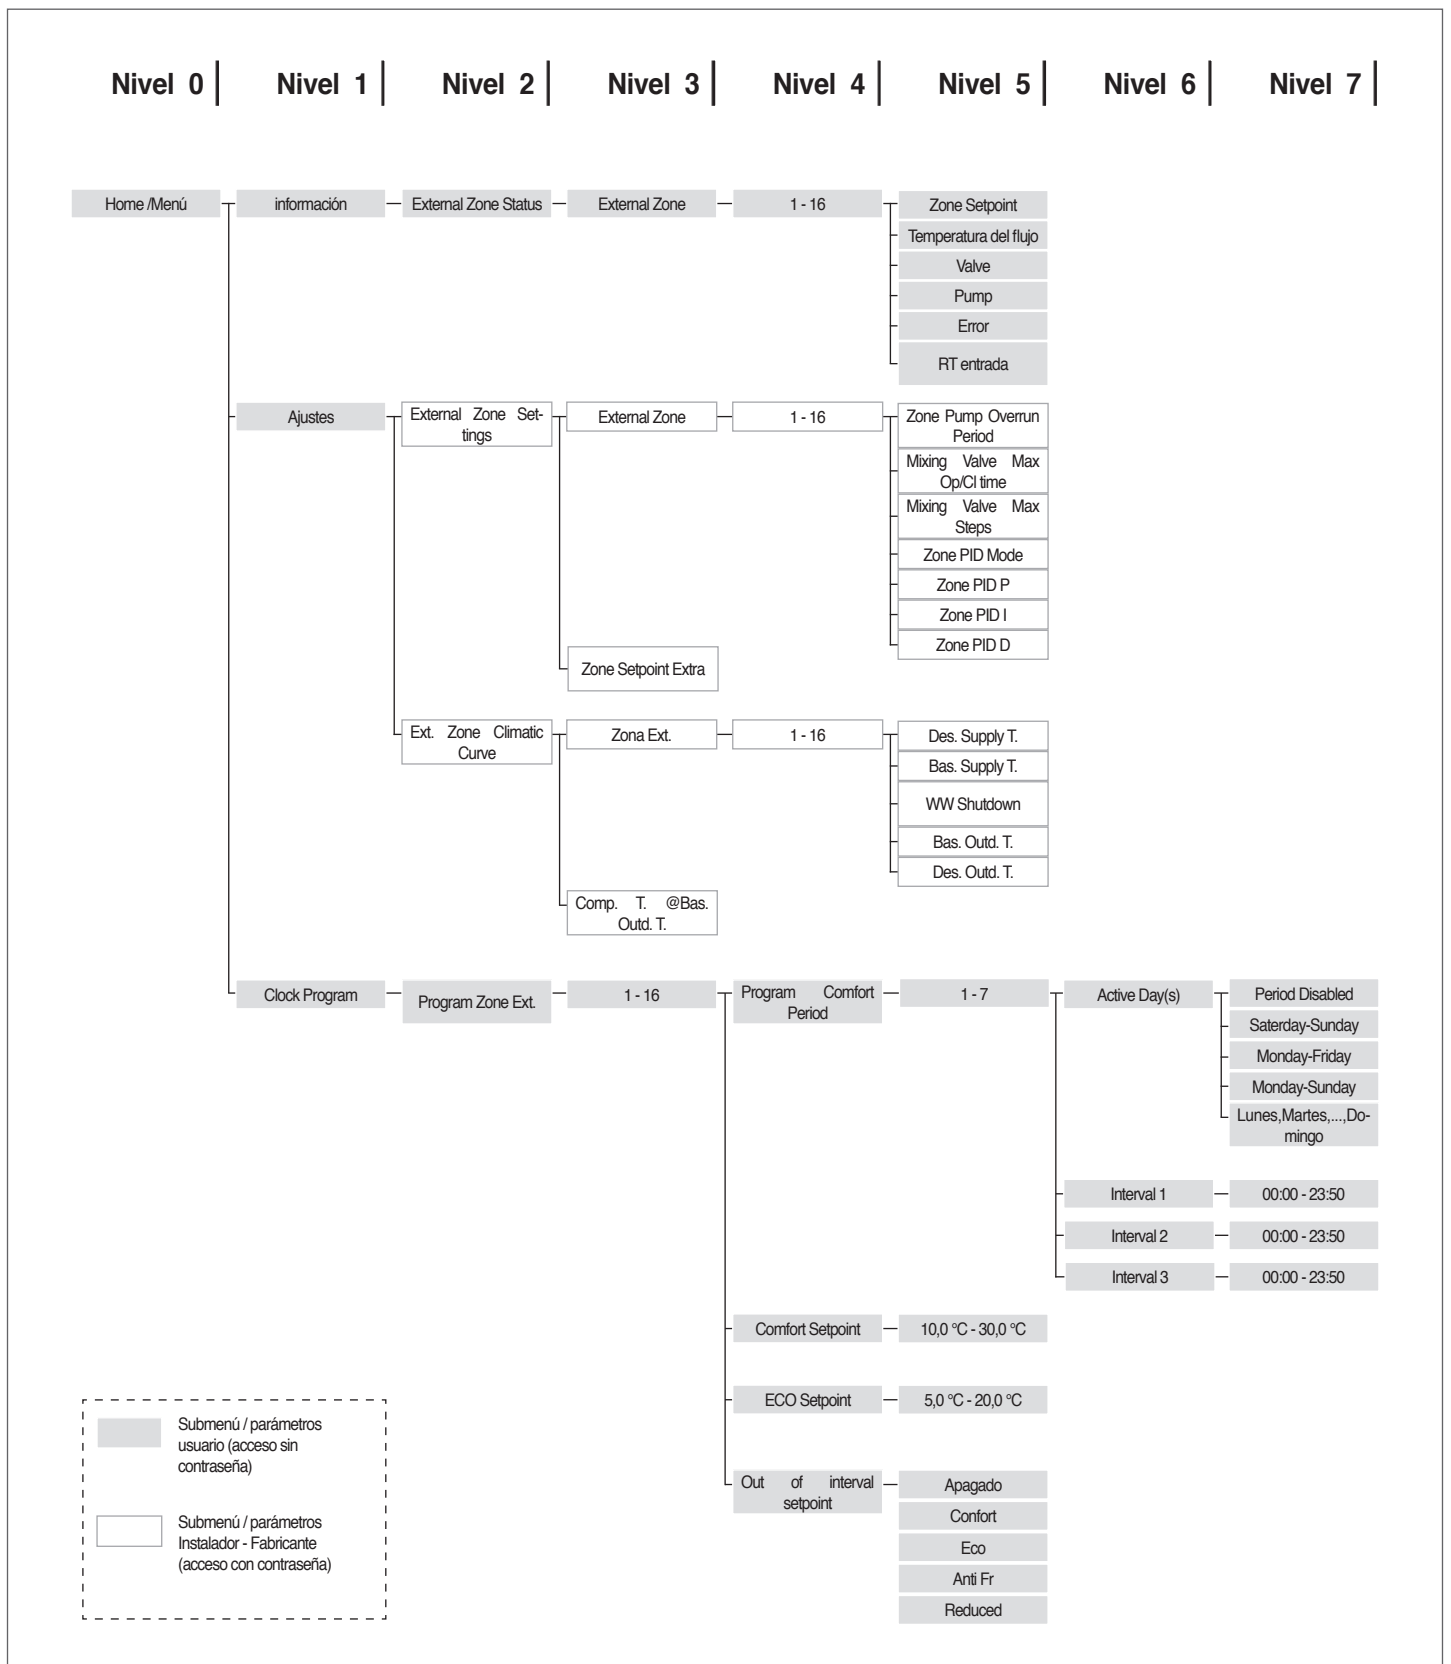 Nivel 0
Nivel 1
Nivel 2
Nivel 3
Nivel 4
Nivel 5
Nivel 6
Nivel 7
Home /Menú
información
External Zone Status
External Zone
1 - 16
Zone Setpoint
Temperatura del flujo
Valve
Pump
Error
RT entrada
Ajustes
External Zone Set-
tings
External Zone
1 - 16
Zone Pump Overrun
Period
Mixing Valve Max
Op/Cl time
Mixing Valve Max
Steps
Zone PID Mode
Zone PID P
Zone PID I
Zone PID D
Zone Setpoint Extra
Ext. Zone Climatic
Curve
Zona Ext.
1 - 16
Des. Supply T.
Bas. Supply T.
WW Shutdown
Bas. Outd. T.
Des. Outd. T.
Comp. T. @Bas.
Outd. T.
Clock Program
Program Zone Ext.
1 - 16
Program Comfort
Period
1 - 7
Active Day(s)
Period Disabled
Saterday-Sunday
Monday-Friday
Monday-Sunday
Lunes,Martes,...,Do-
mingo
Interval 1
00:00 - 23:50
Interval 2
00:00 - 23:50
Interval 3
00:00 - 23:50
Comfort Setpoint
10,0 °C - 30,0 °C
ECO Setpoint
5,0 °C - 20,0 °C
Out of interval
setpoint
Apagado
Confort
Eco
Anti Fr
Reduced
Submenú / parámetros
usuario (acceso sin
contraseña)
Submenú / parámetros
Instalador - Fabricante
(acceso con contraseña)